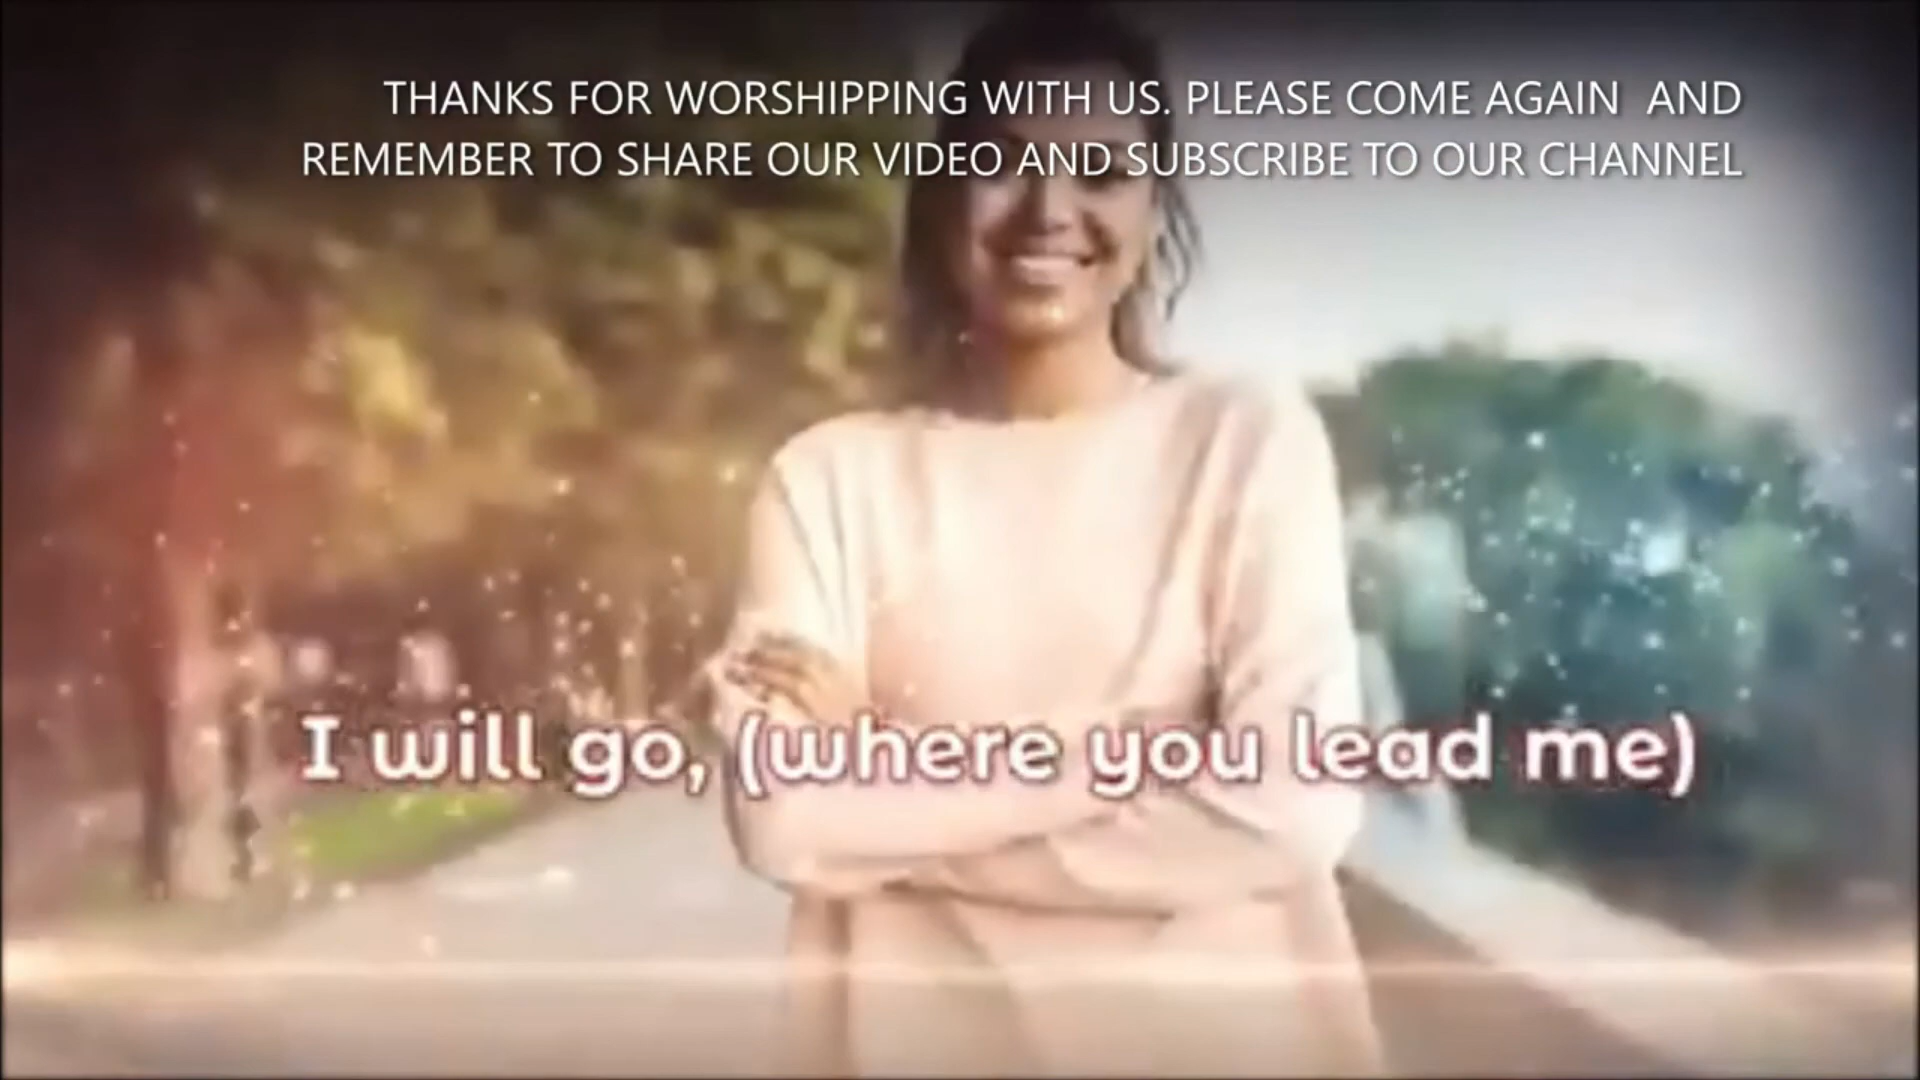 THANKS FOR WORSHIPPING WITH US. PLEASE COME AGAIN AND
REMEMBER TO SHARE OUR VIDEO AND SUBSCRIBE TO OUR CHANNEL
I will go, (where you lead me)